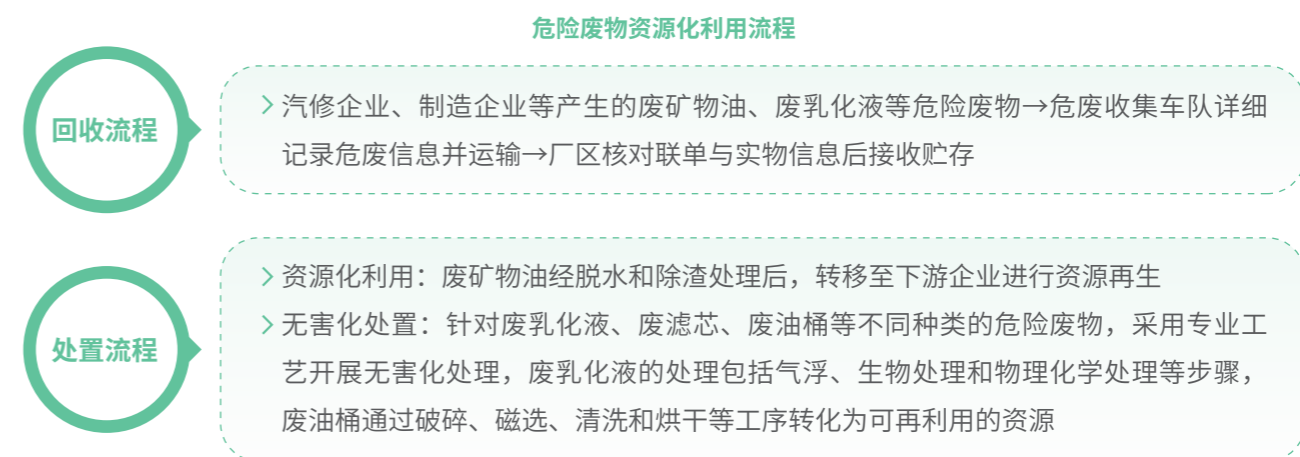 危险废物资源化利用流程
回收流程
汽修企业、制造企业等产生的废矿物油、废乳化液等危险废物→危废收集车队详细
记录危废信息并运输→厂区核对联单与实物信息后接收贮存
处置流程
资源化利用：废矿物油经脱水和除渣处理后，转移至下游企业进行资源再生
无害化处置：针对废乳化液、废滤芯、废油桶等不同种类的危险废物，采用专业工
艺开展无害化处理，废乳化液的处理包括气浮、生物处理和物理化学处理等步骤，
废油桶通过破碎、磁选、清洗和烘干等工序转化为可再利用的资源